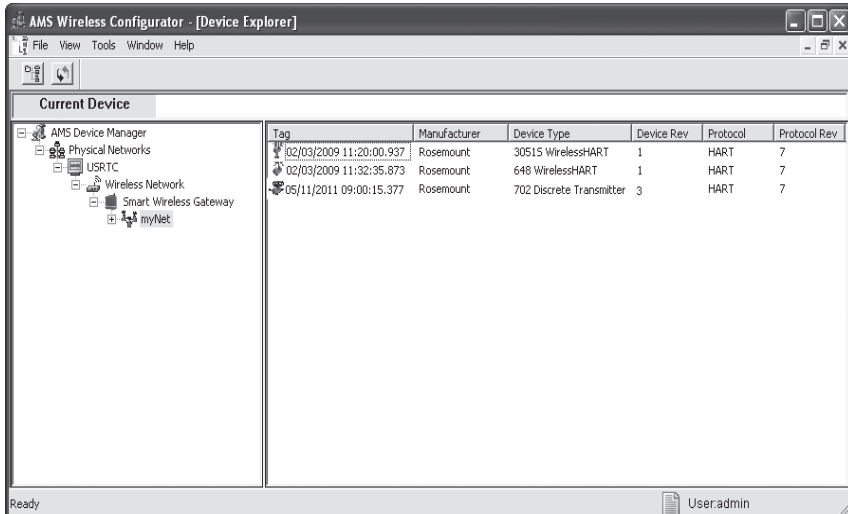 AMS Wireless Configurator - [Device Explorer]
File View Tools Window Help
Current Device
AMS Device Manager
Physical Networks
USRTC
Wireless Network
Smart Wireless Gateway
myNet
Tag Manufacturer Device Type Device Rev Protocol Protocol Rev
02/03/2009 11:20:00.937 Rosemount 3051S WirelessHART 1 HART 7
02/03/2009 11:32:35.873 Rosemount 648 WirelessHART 1 HART 7
05/11/2011 09:00:15.377 Rosemount 702 Discrete Transmitter 3 HART 7
Ready User:admin